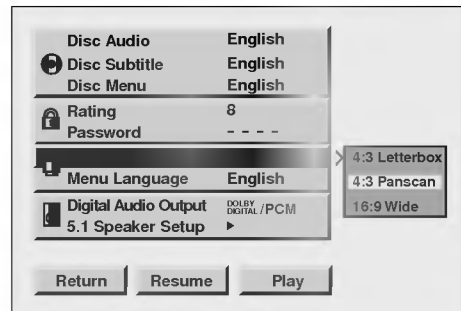 Disc Audio English
Disc Subtitle English
Disc Menu English
Rating 8
Password - - - -
4:3 Letterbox
4:3 Panscan
Menu Language English
16:9 Wide
Digital Audio Output DOLBY DIGITAL /PCM
5.1 Speaker Setup ►
Return Resume Play